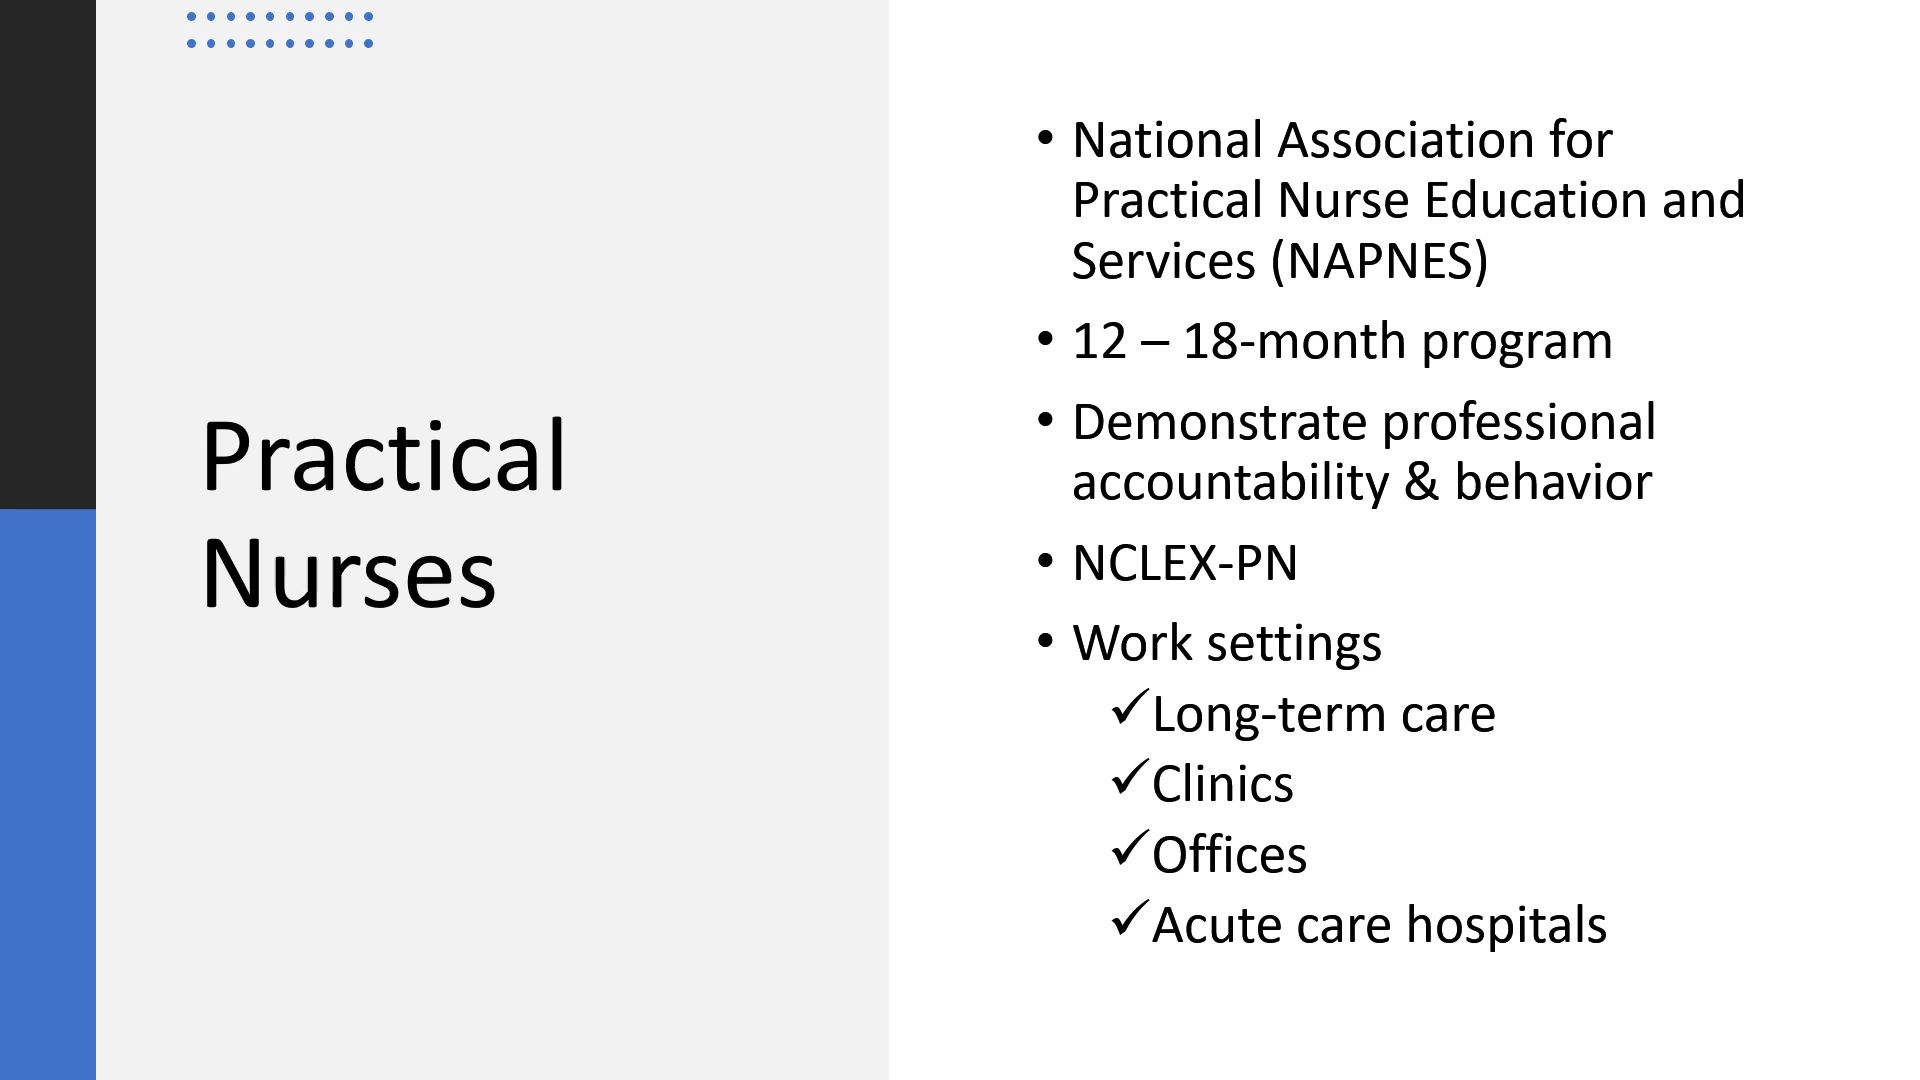 Practical
Nurses
• National Association for
Practical Nurse Education and
Services (NAPNES)
• 12 – 18-month program
• Demonstrate professional
accountability & behavior
• NCLEX-PN
• Work settings
✓Long-term care
✓Clinics
✓Offices
✓Acute care hospitals